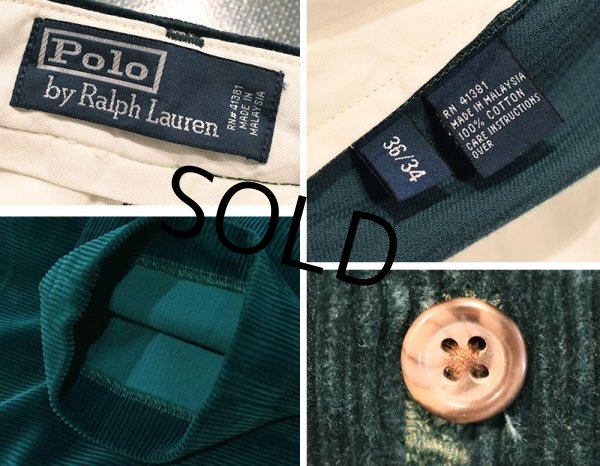 Polo
by Ralph Lauren
RN# 41381
MADE IN
MALAYSIA
36/34
RN 41381
MADE IN MALAYSIA
100% COTTON
CARE INSTRUCTIONS
OVER
SOLD